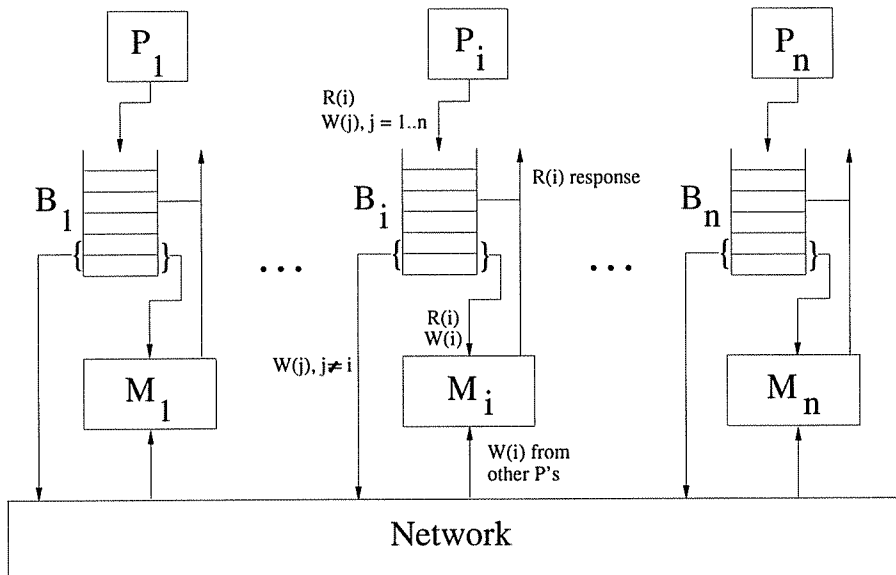 P1
Pi
Pn
R(i)
W(j), j = 1..n
R(i) response
B1
Bi
Bn
{ }
{ }
{ }
...
...
R(i)
W(i)
W(j), j≠i
M1
Mi
Mn
W(i) from
other P's
Network